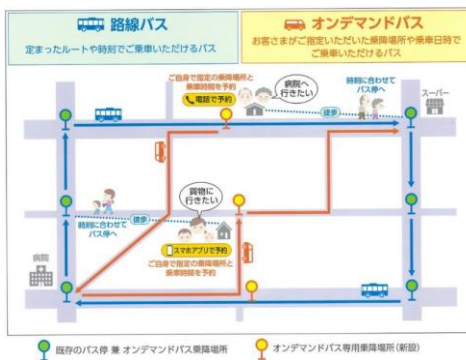 路線バス
定まったルートや時刻でご乗車いただけるバス
オンデマンドバス
お客さまがご指定いただいた乗降場所や乗車日時で
ご乗車いただけるバス
ご自身で指定の乗降場所と
乗車時間を予約
電話で予約
病院へ
行きたい
徒歩
時刻に合わせて
バス停へ
スーパー
時刻に合わせて
バス停へ
徒歩
買物に
行きたい
スマホアプリで予約
ご自身で指定の乗降場所と
乗車時間を予約
病院
既存のバス停 兼 オンデマンドバス乗降場所
オンデマンドバス専用乗降場所(新設)